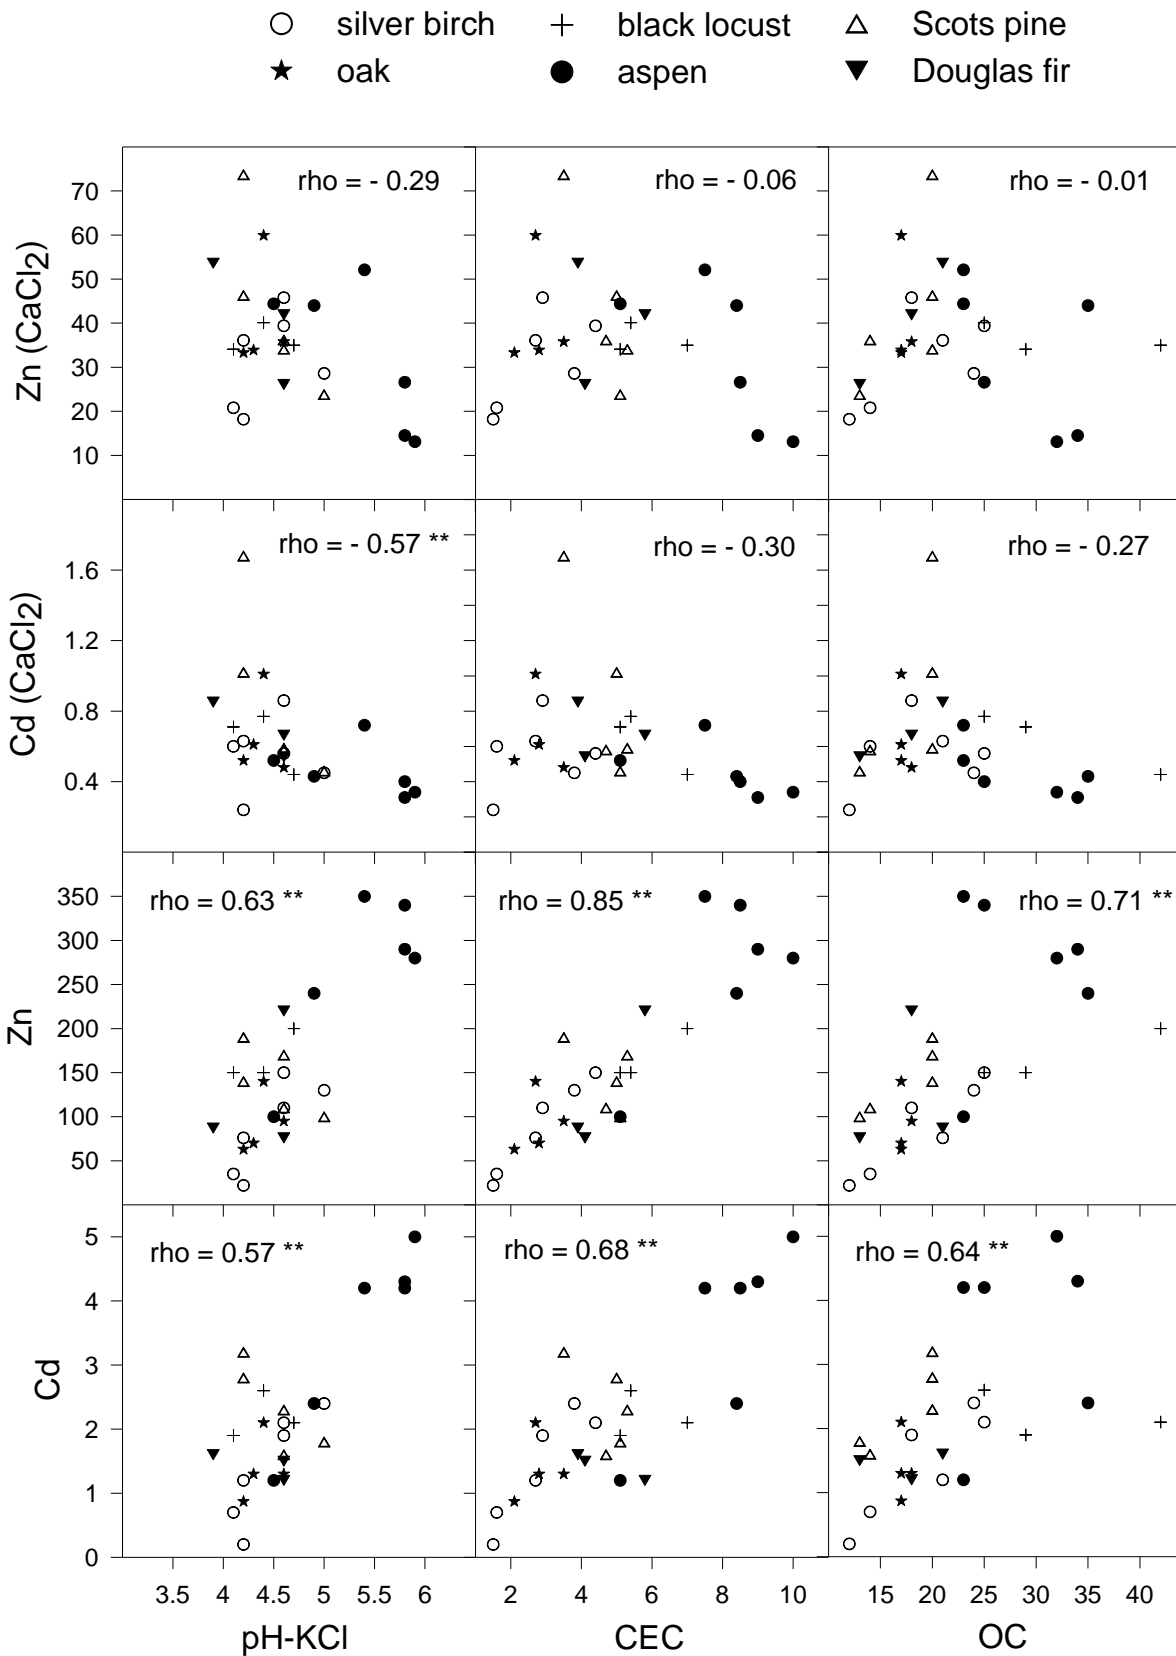 silver birch black locust Scots pine
oak aspen Douglas fir
Zn (CaCl2)
70
60
50
40
30
20
10
rho = - 0.29
rho = - 0.06
rho = - 0.01
Cd (CaCl2)
1.6
1.2
0.8
0.4
rho = - 0.57 **
rho = - 0.30
rho = - 0.27
Zn
350
300
250
200
150
100
50
rho = 0.63 **
rho = 0.85 **
rho = 0.71 **
Cd
5
4
3
2
1
0
rho = 0.57 **
rho = 0.68 **
rho = 0.64 **
3.5 4 4.5 5 5.5 6
2 4 6 8 10
15 20 25 30 35 40
pH-KCl CEC OC